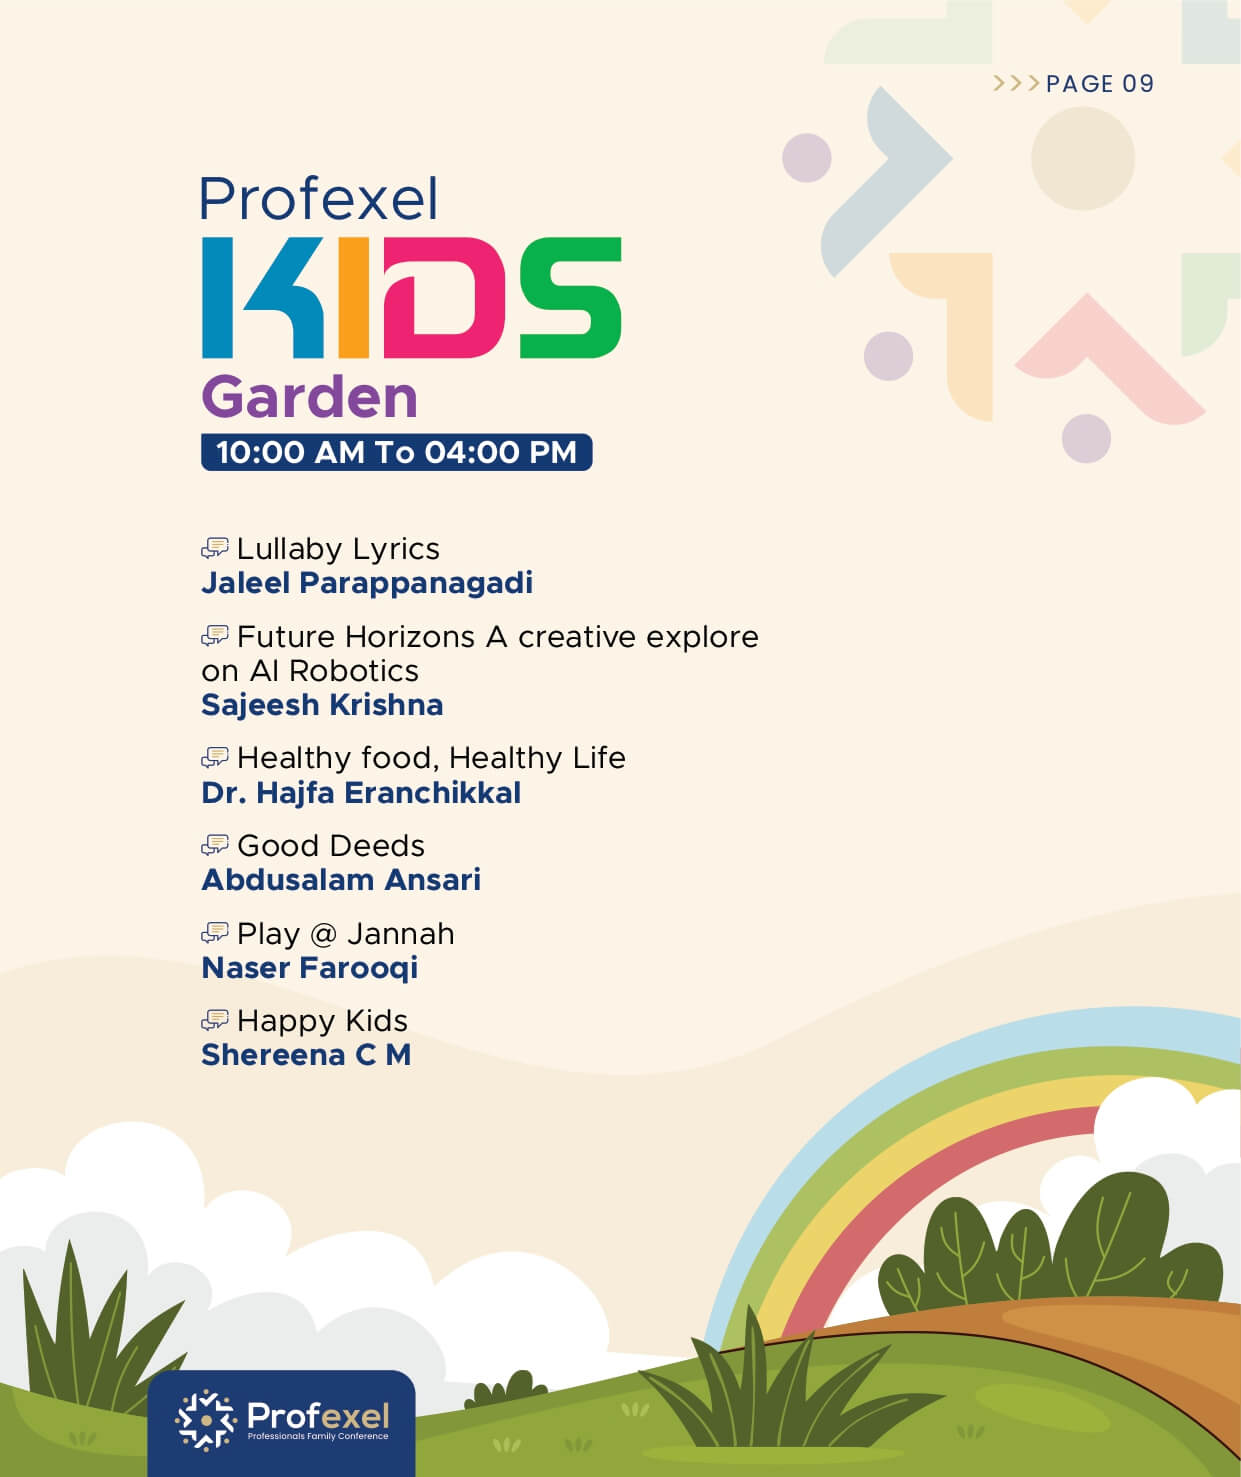 >>> PAGE 09
Profexel
KIDS
Garden
10:00 AM To 04:00 PM
Lullaby Lyrics
Jaleel Parappanagadi
Future Horizons A creative explore
on AI Robotics
Sajeesh Krishna
Healthy food, Healthy Life
Dr. Hajfa Eranchikkal
Good Deeds
Abdusalam Ansari
Play @ Jannah
Naser Farooqi
Happy Kids
Shereena C M
Profexel
Professionals Family Conference